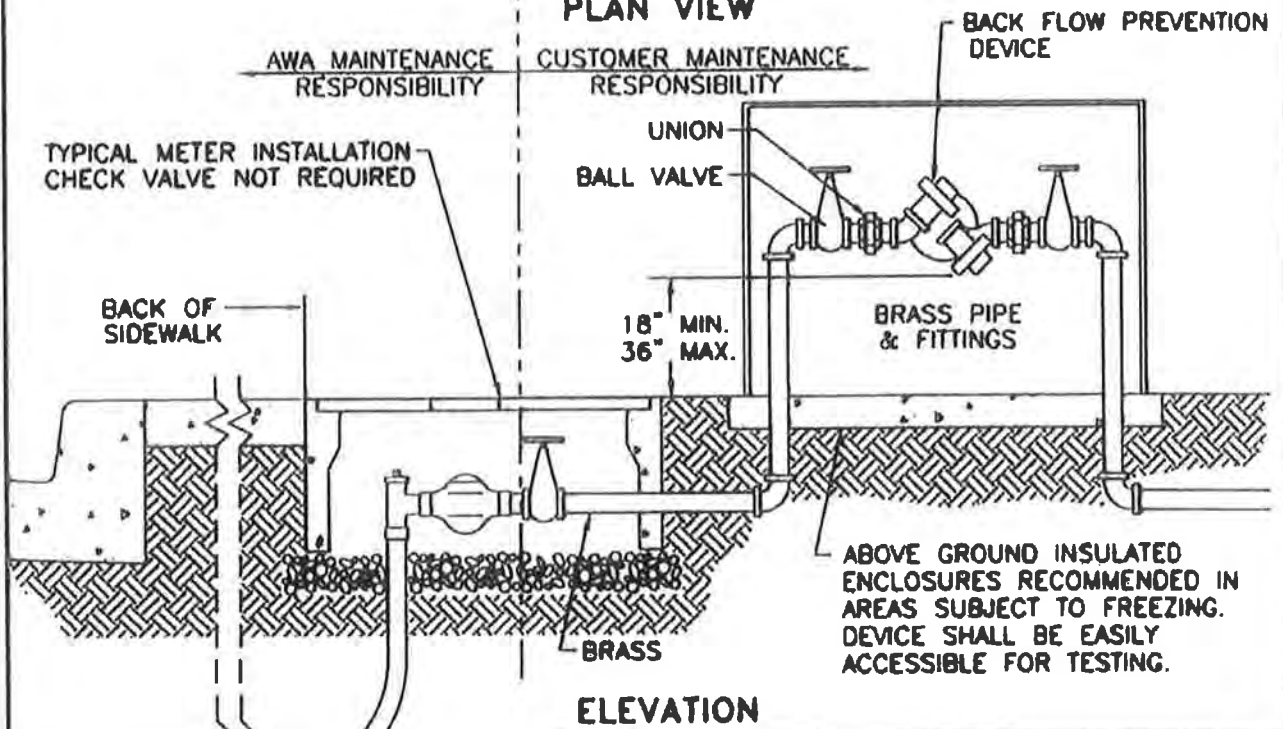 PLAN VIEW
BACK FLOW PREVENTION
DEVICE
AWA MAINTENANCE
RESPONSIBILITY
CUSTOMER MAINTENANCE
RESPONSIBILITY
UNION
TYPICAL METER INSTALLATION
CHECK VALVE NOT REQUIRED
BALL VALVE
BACK OF
SIDEWALK
18" MIN.
36" MAX.
BRASS PIPE
& FITTINGS
ABOVE GROUND INSULATED
ENCLOSURES RECOMMENDED IN
AREAS SUBJECT TO FREEZING.
DEVICE SHALL BE EASILY
ACCESSIBLE FOR TESTING.
BRASS
ELEVATION